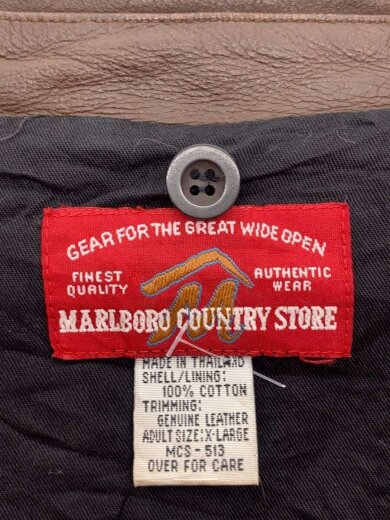 GEAR FOR THE GREAT WIDE OPEN
FINEST QUALITY
AUTHENTIC WEAR
M
MARLBORO COUNTRY STORE
MADE IN THAILAND
SHELL/LINING:
100% COTTON
TRIMMING:
GENUINE LEATHER
ADULT SIZE: X-LARGE
MCS - 513
OVER FOR CARE